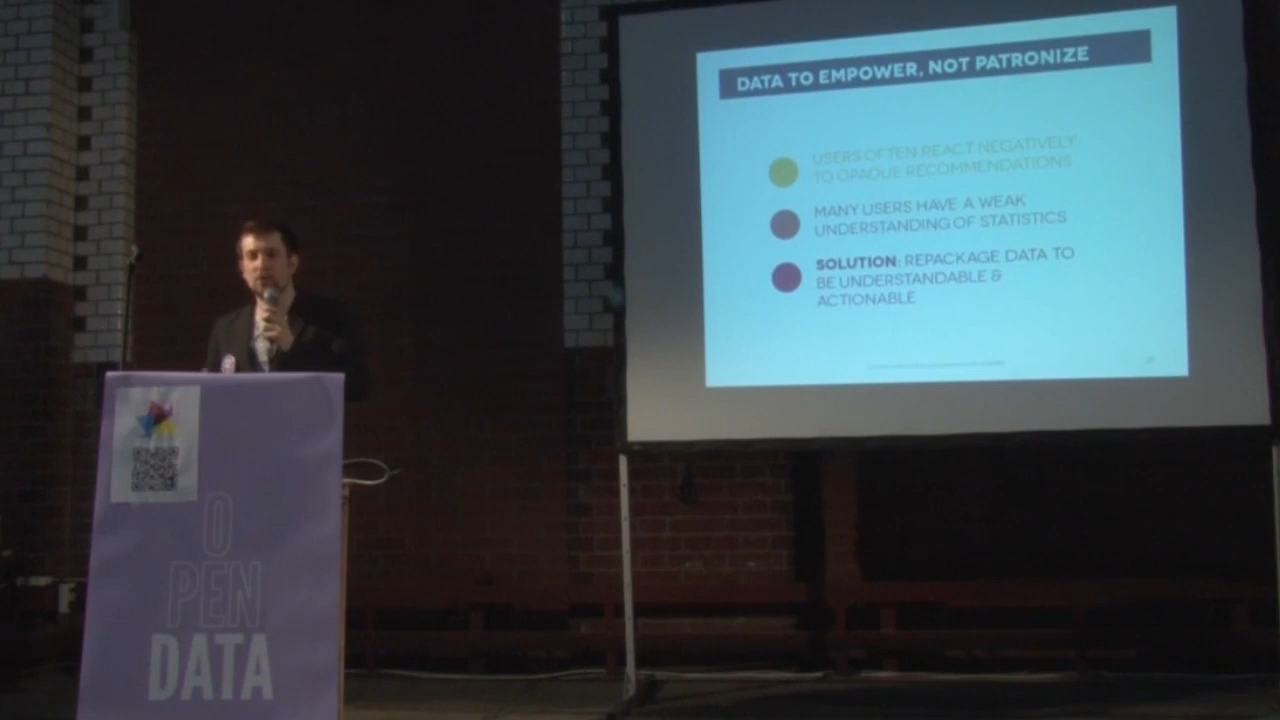 DATA TO EMPOWER, NOT PATRONIZE
USERS OFTEN REACT NEGATIVELY
TO OPAQUE RECOMMENDATIONS
MANY USERS HAVE A WEAK
UNDERSTANDING OF STATISTICS
SOLUTION: REPACKAGE DATA TO
BE UNDERSTANDABLE &
ACTIONABLE
O
PEN
DATA